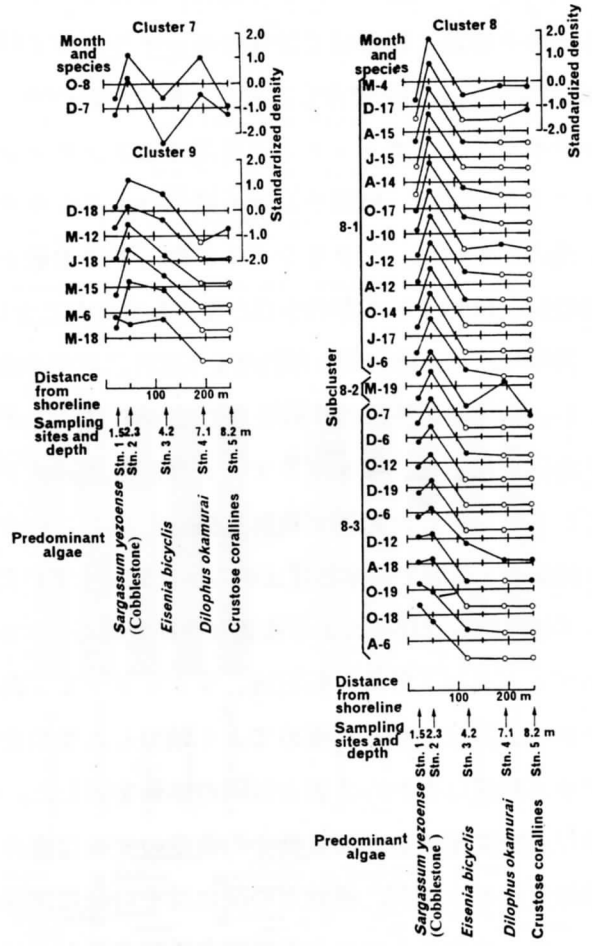 Cluster 7
Month
and
species
O-8
D-7
2.0
1.0
0.0
-1.0
-2.0
Standardized density
Cluster 9
D-18
M-12
J-18
M-15
M-6
M-18
2.0
1.0
0.0
-1.0
-2.0
Distance
from
shoreline
100
200 m
Sampling
sites and
depth
1.5
2.3
4.2
7.1
8.2 m
Stn. 1
Stn. 2
Stn. 3
Stn. 4
Stn. 5
Predominant
algae
Sargassum yezoense
(Cobblestone)
Eisenia bicyclis
Dilophus okamurai
Crustose corallines
Cluster 8
Month
and
species
2.0
1.0
0.0
-1.0
-2.0
Standardized density
Subcluster
8-1
8-2
8-3
M-4
D-17
A-15
J-15
A-14
O-17
J-10
J-12
A-12
O-14
J-17
J-6
M-19
O-7
D-6
O-12
D-19
O-6
D-12
A-18
O-19
O-18
A-6
Distance
from
shoreline
100
200 m
Sampling
sites and
depth
1.5
2.3
4.2
7.1
8.2 m
Stn. 1
Stn. 2
Stn. 3
Stn. 4
Stn. 5
Predominant
algae
Sargassum yezoense
(Cobblestone)
Eisenia bicyclis
Dilophus okamurai
Crustose corallines